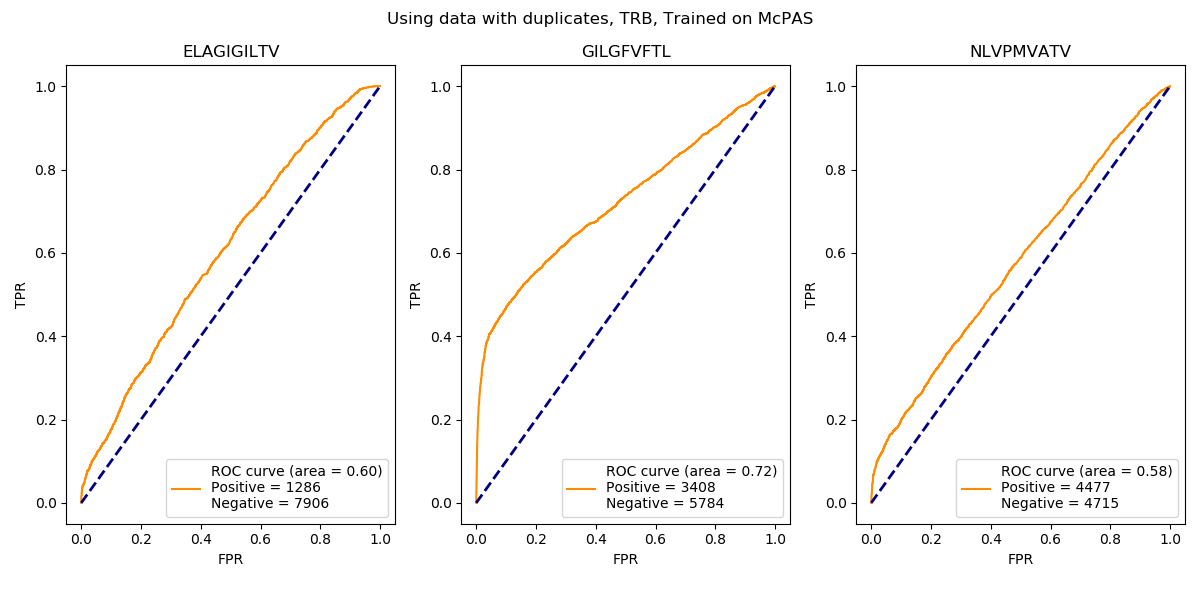 Using data with duplicates, TRB, Trained on McPAS
ELAGIGILTV
1.0
0.8
0.6
0.4
0.2
0.0
TPR
0.0 0.2 0.4 0.6 0.8 1.0
FPR
ROC curve (area = 0.60)
Positive = 1286
Negative = 7906
GILGFVFTL
1.0
0.8
0.6
0.4
0.2
0.0
TPR
0.0 0.2 0.4 0.6 0.8 1.0
FPR
ROC curve (area = 0.72)
Positive = 3408
Negative = 5784
NLVPMVATV
1.0
0.8
0.6
0.4
0.2
0.0
TPR
0.0 0.2 0.4 0.6 0.8 1.0
FPR
ROC curve (area = 0.58)
Positive = 4477
Negative = 4715